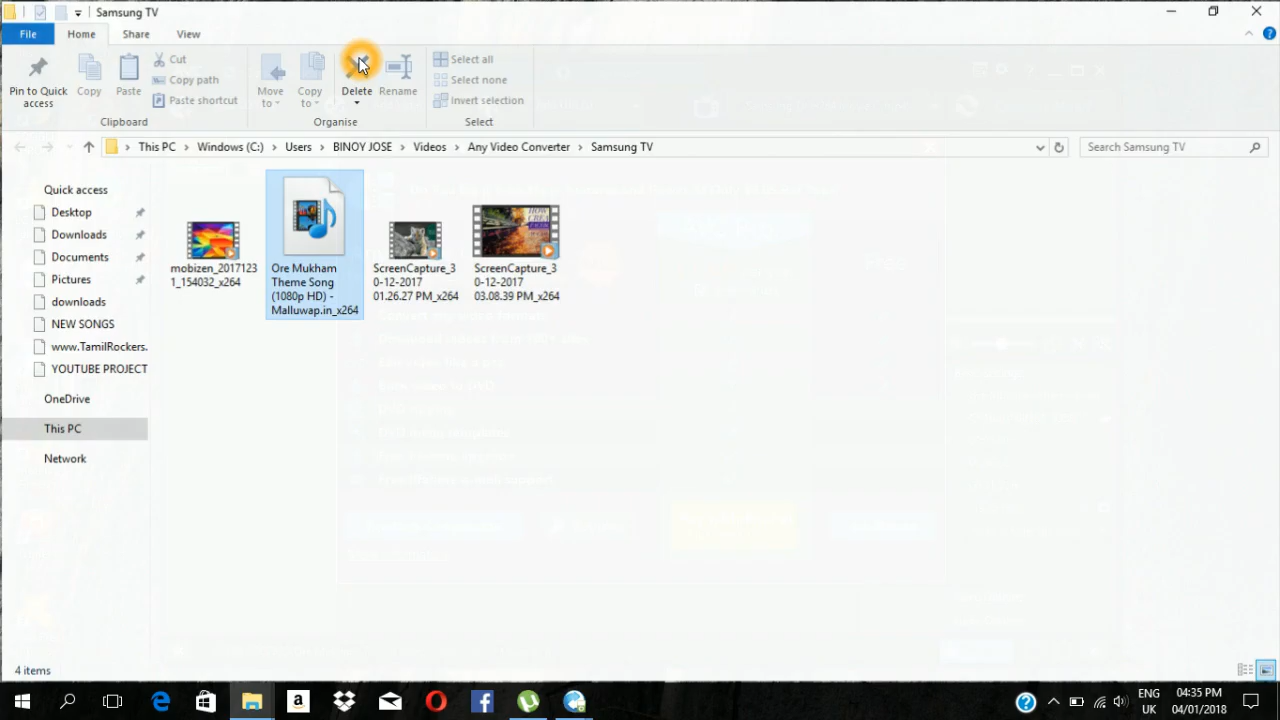 Samsung TV
File
Home
Share
View
Pin to Quick
access
Copy
Paste
Cut
Copy path
Paste shortcut
Clipboard
Move
to
Copy
to
Delete
Rename
Organise
Select all
Select none
Invert selection
Select
This PC
Windows (C:)
Users
BINOY JOSE
Videos
Any Video Converter
Samsung TV
Search Samsung TV
Quick access
Desktop
Downloads
Documents
Pictures
downloads
NEW SONGS
www.TamilRockers.
YOUTUBE PROJECT
OneDrive
This PC
Network
mobizen_2017123
1_154032_x264
Ore Mukham
Theme Song
(1080p HD) -
Malluwap.in_x264
ScreenCapture_3
0-12-2017
01.26.27 PM_x264
ScreenCapture_3
0-12-2017
03.08.39 PM_x264
4 items
ENG
UK
04:35 PM
04/01/2018